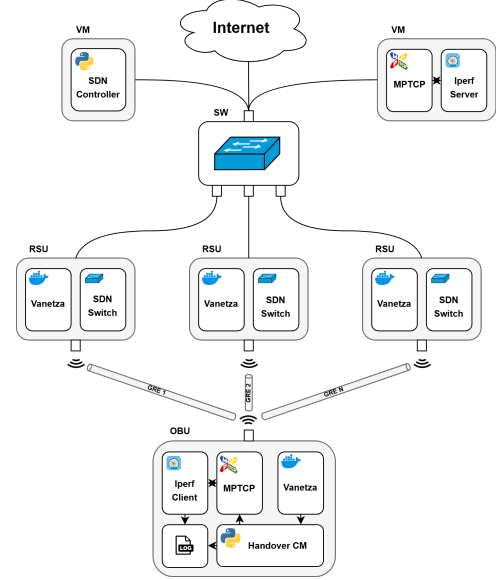 Internet
VM
VM
SDN
Controller
MPTCP
Iperf
Server
SW
RSU
RSU
RSU
Vanetza
SDN
Switch
Vanetza
SDN
Switch
Vanetza
SDN
Switch
GRE 1
GRE 2
GRE N
OBU
Iperf
Client
MPTCP
Vanetza
LOG
Handover CM